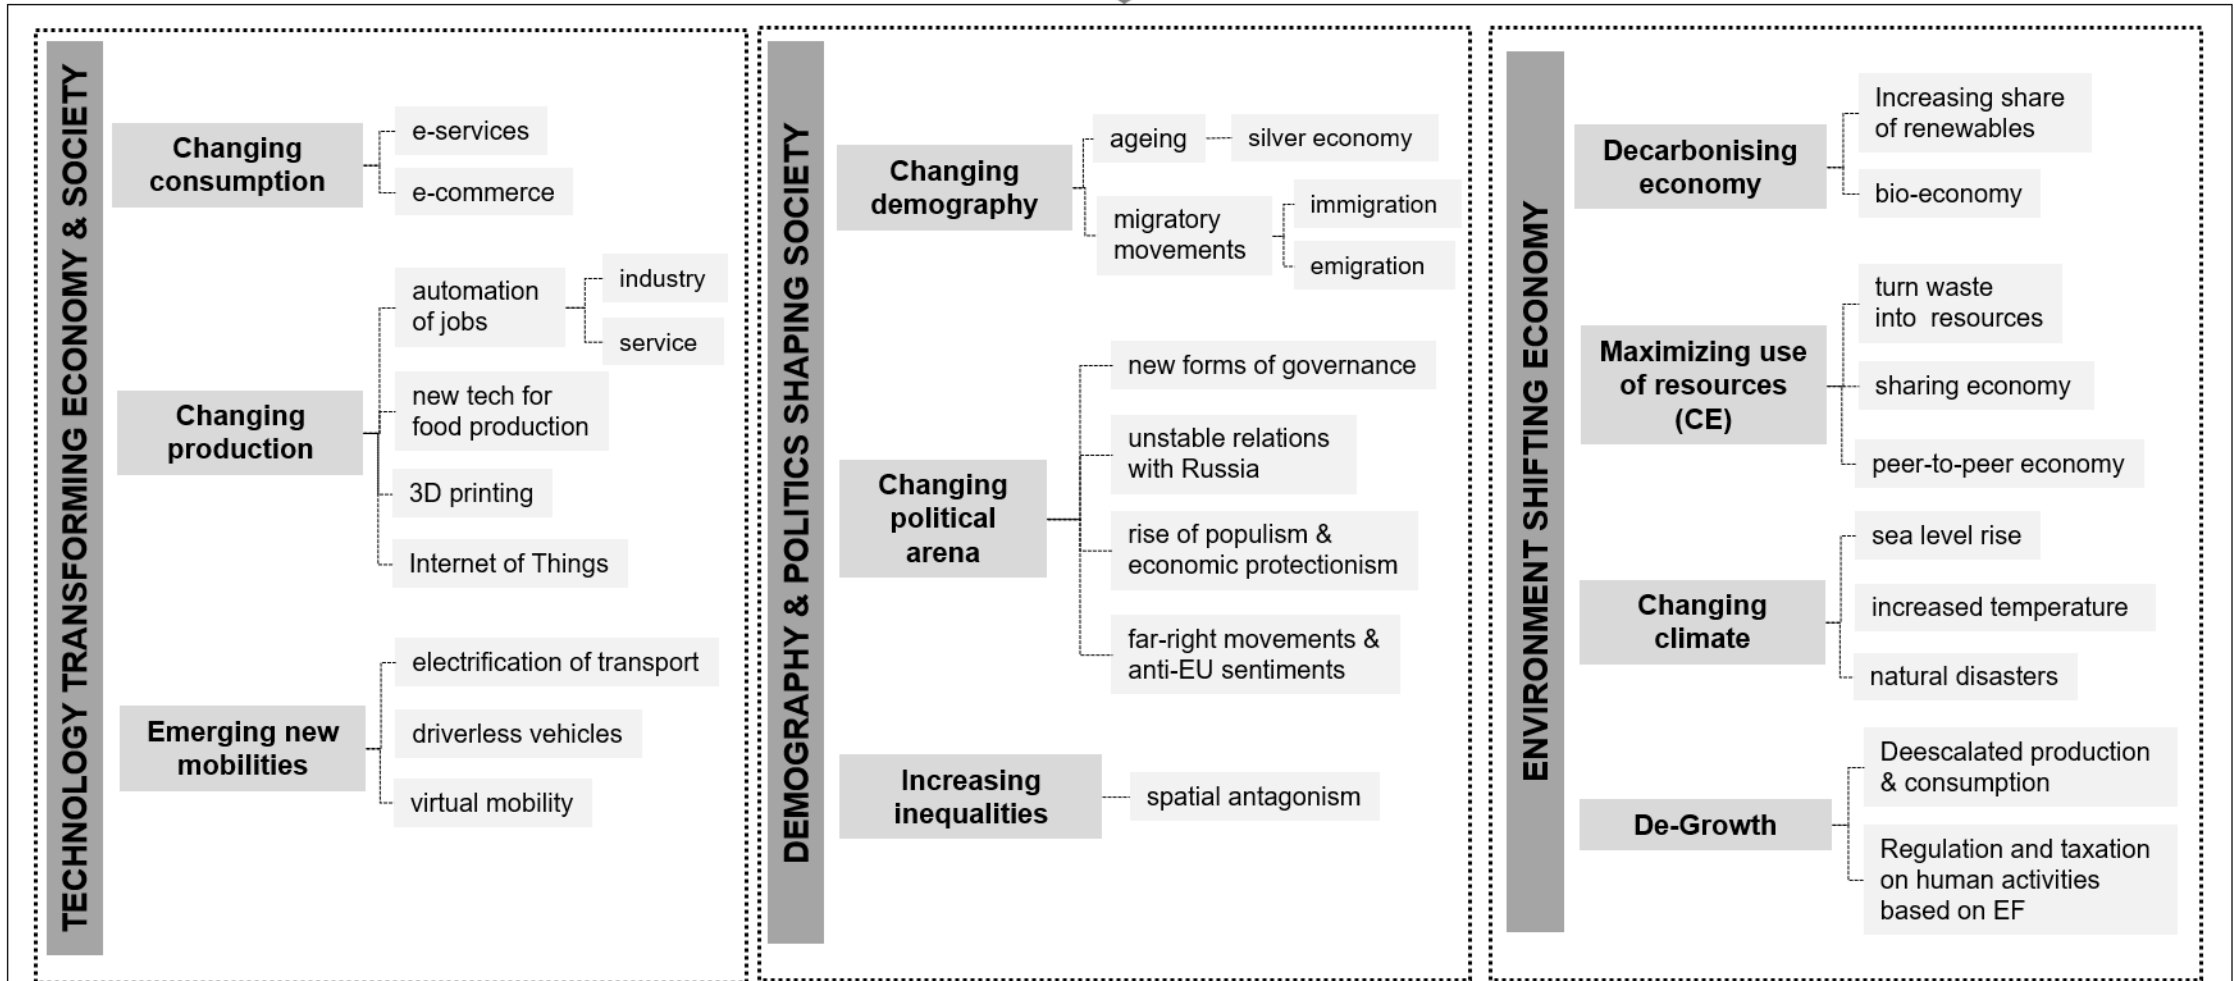 TECHNOLOGY TRANSFORMING ECONOMY & SOCIETY
Changing
consumption
e-services
e-commerce
Changing
production
automation
of jobs
industry
service
new tech for
food production
3D printing
Internet of Things
Emerging new
mobilities
electrification of transport
driverless vehicles
virtual mobility
DEMOGRAPHY & POLITICS SHAPING SOCIETY
Changing
demography
ageing
silver economy
migratory
movements
immigration
emigration
Changing
political
arena
new forms of governance
unstable relations
with Russia
rise of populism &
economic protectionism
far-right movements &
anti-EU sentiments
Increasing
inequalities
spatial antagonism
ENVIRONMENT SHIFTING ECONOMY
Decarbonising
economy
Increasing share
of renewables
bio-economy
Maximizing use
of resources
(CE)
turn waste
into resources
sharing economy
peer-to-peer economy
Changing
climate
sea level rise
increased temperature
natural disasters
De-Growth
Deescalated production
& consumption
Regulation and taxation
on human activities
based on EF